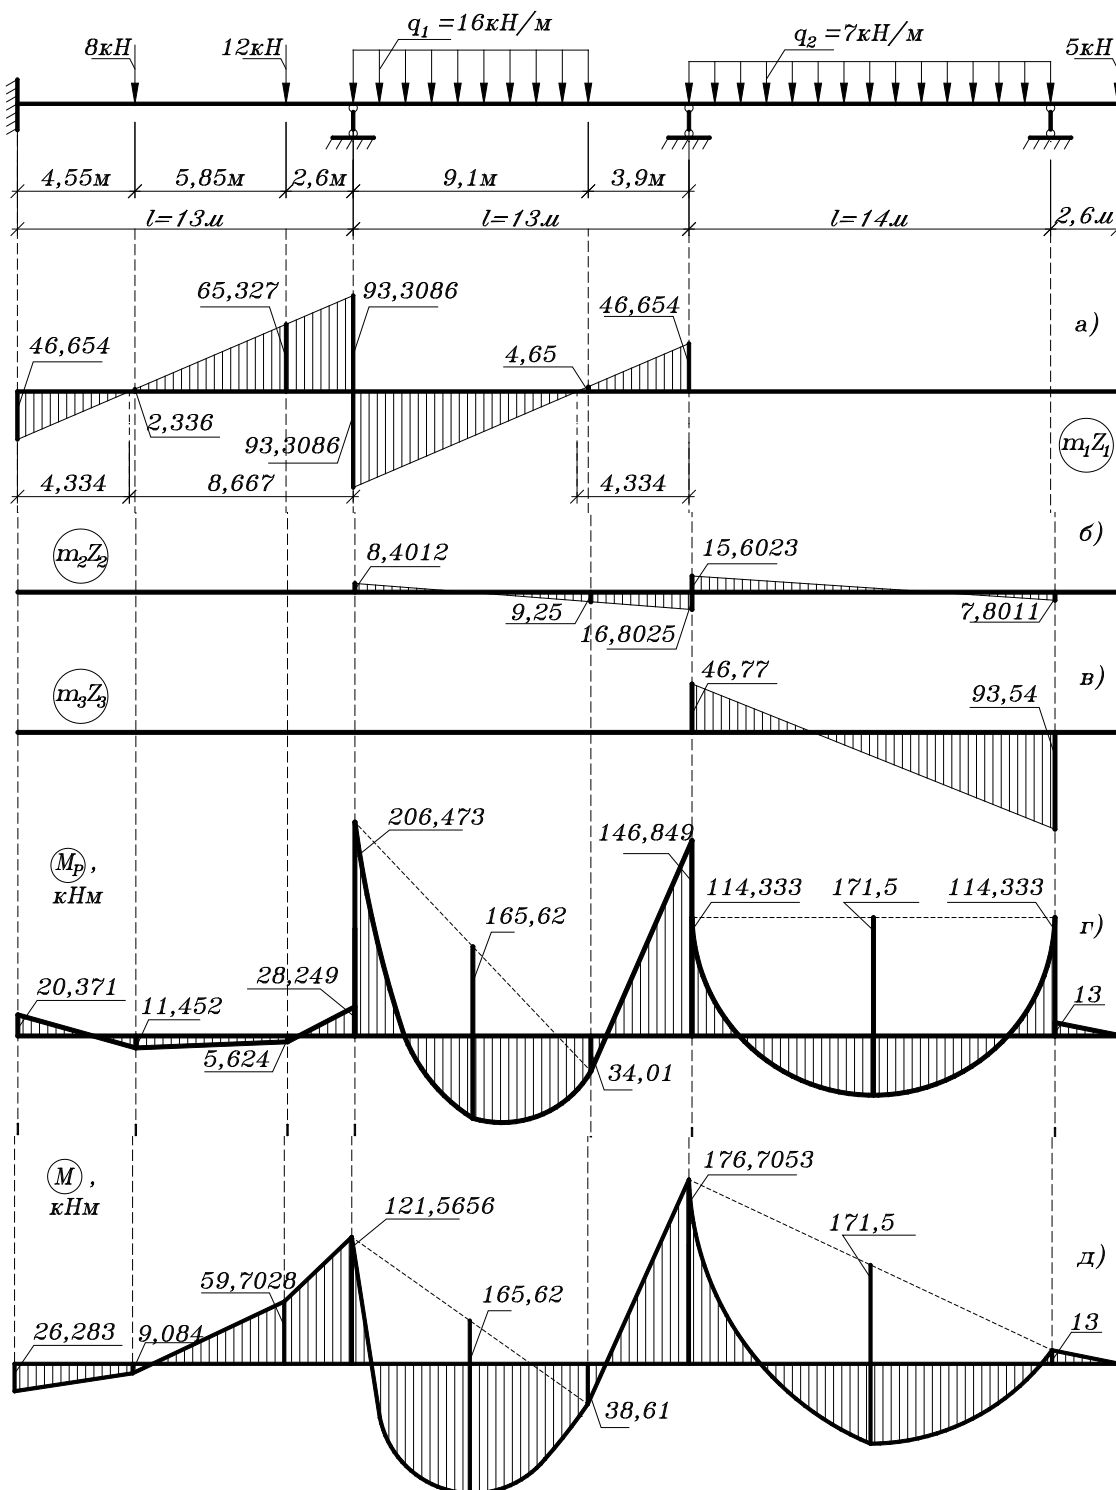 8кН
12кН
q1 =16кН/м
q2 =7кН/м
5кН
4,55м
5,85м
2,6м
9,1м
3,9м
l=13м
l=13м
l=14м
2,6м
46,654
65,327
93,3086
4,65
46,654
а)
2,336
93,3086
m1Z1
4,334
8,667
4,334
m2Z2
8,4012
15,6023
б)
9,25
16,8025
7,8011
m3Z3
46,77
93,54
в)
206,473
146,849
MP ,
кНм
114,333
171,5
114,333
165,62
г)
20,371
11,452
28,249
13
5,624
34,01
M ,
кНм
176,7053
121,5656
171,5
д)
59,7028
165,62
26,283
9,084
13
38,61